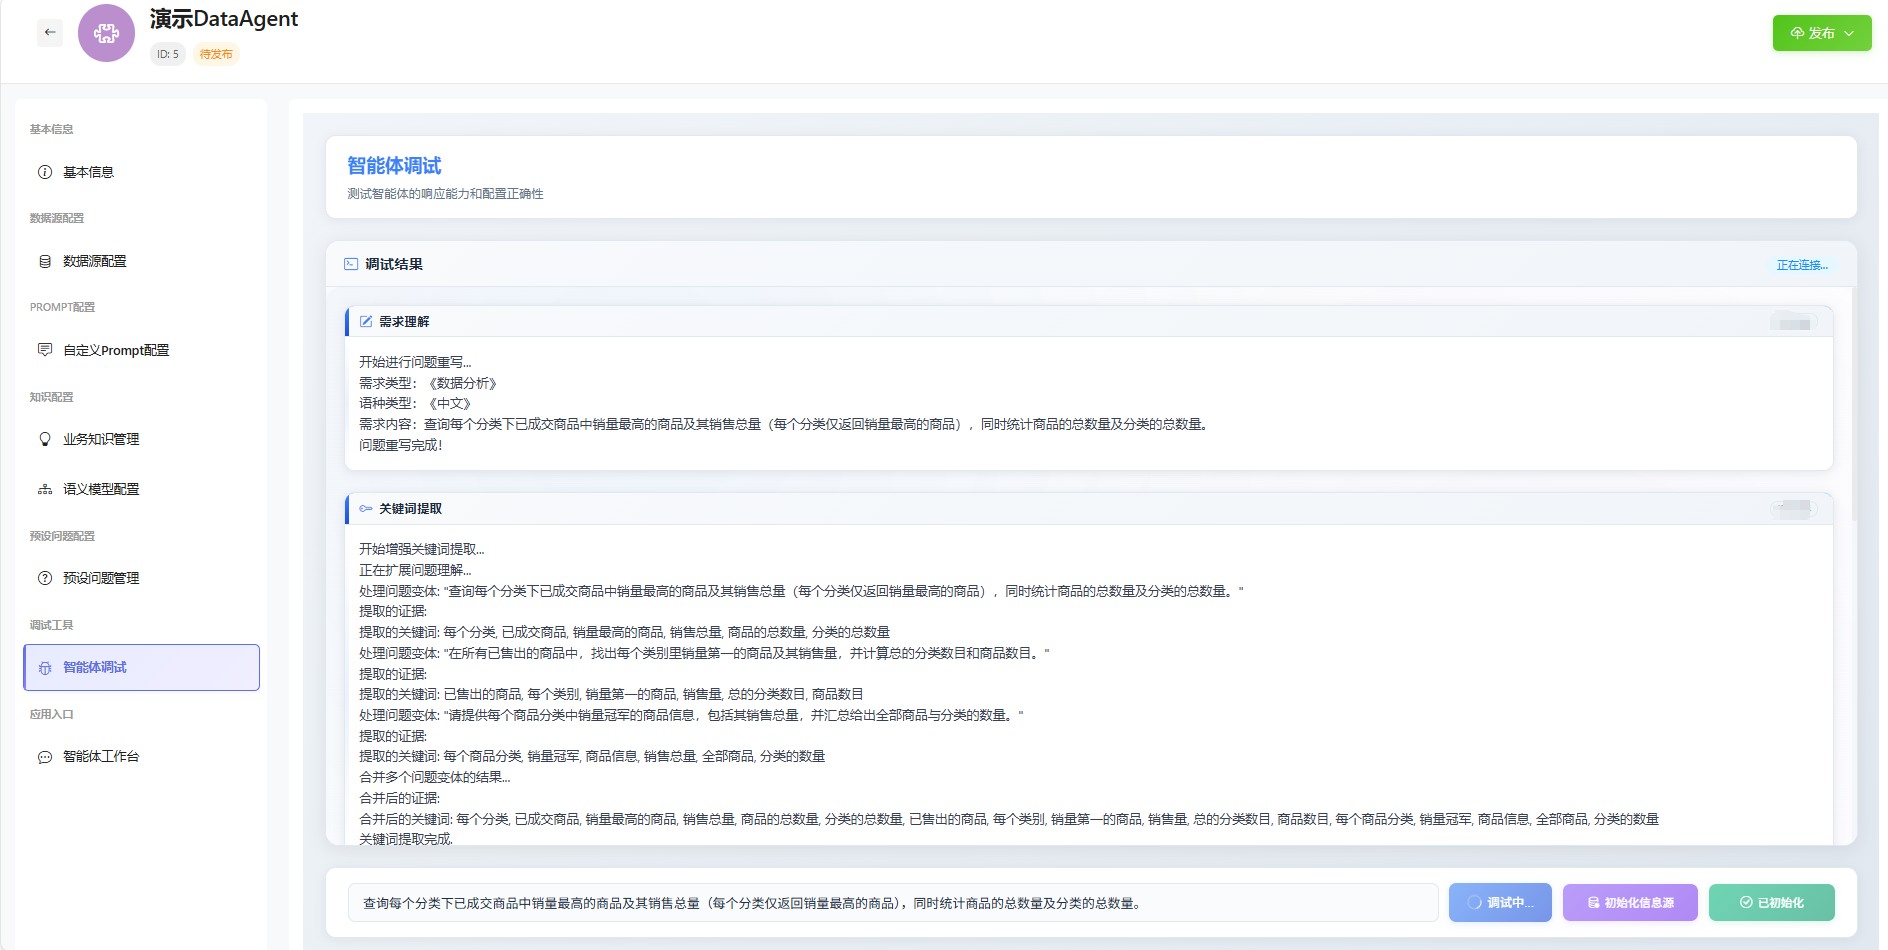 演示DataAgent
ID: 5
待发布
发布
基本信息
基本信息
数据源配置
数据源配置
PROMPT配置
自定义Prompt配置
知识配置
业务知识管理
语义模型配置
预设问题配置
预设问题管理
调试工具
智能体调试
应用入口
智能体工作台
智能体调试
测试智能体的响应能力和配置正确性
调试结果
正在连接...
需求理解
开始进行问题重写...
需求类型：《数据分析》
语种类型：《中文》
需求内容：查询每个分类下已成交商品中销量最高的商品及其销售总量（每个分类仅返回销量最高的商品），同时统计商品的总数量及分类的总数量。
问题重写完成!
关键词提取
开始增强关键词提取...
正在扩展问题理解...
处理问题变体: "查询每个分类下已成交商品中销量最高的商品及其销售总量（每个分类仅返回销量最高的商品），同时统计商品的总数量及分类的总数量。"
提取的证据:
提取的关键词: 每个分类, 已成交商品, 销量最高的商品, 销售总量, 商品的总数量, 分类的总数量
处理问题变体: "在所有已售出的商品中，找出每个类别里销量第一的商品及其销售量，并计算总的分类数目和商品数目。"
提取的证据:
提取的关键词: 已售出的商品, 每个类别, 销量第一的商品, 销售量, 总的分类数目, 商品数目
处理问题变体: "请提供每个商品分类中销量冠军的商品信息，包括其销售总量，并汇总给出全部商品与分类的数量。"
提取的证据:
提取的关键词: 每个商品分类, 销量冠军, 商品信息, 销售总量, 全部商品, 分类的数量
合并多个问题变体的结果...
合并后的证据:
合并后的关键词: 每个分类, 已成交商品, 销量最高的商品, 销售总量, 商品的总数量, 分类的总数量, 已售出的商品, 每个类别, 销量第一的商品, 销售量, 总的分类数目, 商品数目, 每个商品分类, 销量冠军, 商品信息, 全部商品, 分类的数量
关键词提取完成.
查询每个分类下已成交商品中销量最高的商品及其销售总量（每个分类仅返回销量最高的商品），同时统计商品的总数量及分类的总数量。
调试中...
初始化信息源
已初始化